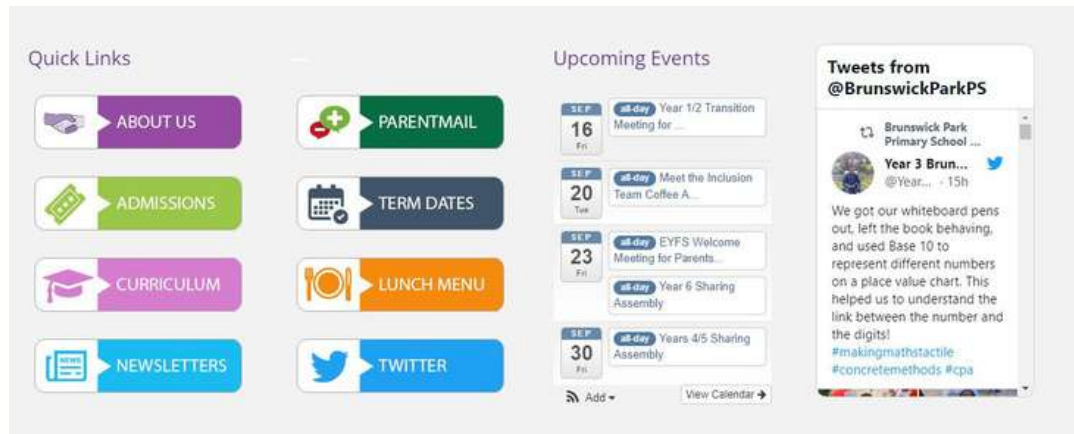 Quick Links
ABOUT US
ADMISSIONS
CURRICULUM
NEWS
NEWSLETTERS
PARENTMAIL
TERM DATES
LUNCH MENU
TWITTER
Upcoming Events
SEP
16
Fri
all-day Year 1/2 Transition
Meeting for ...
SEP
20
Tue
all-day Meet the Inclusion
Team Coffee A...
SEP
23
Fri
all-day EYFS Welcome
Meeting for Parents...
all-day Year 6 Sharing
Assembly
SEP
30
Fri
all-day Years 4/5 Sharing
Assembly
Add
View Calendar
Tweets from
@BrunswickParkPS
Brunswick Park
Primary School ...
Year 3 Brun...
@Year... · 15h
We got our whiteboard pens
out, left the book behaving,
and used Base 10 to
represent different numbers
on a place value chart. This
helped us to understand the
link between the number and
the digits!
#makingmathstactile
#concretemethods #cpa